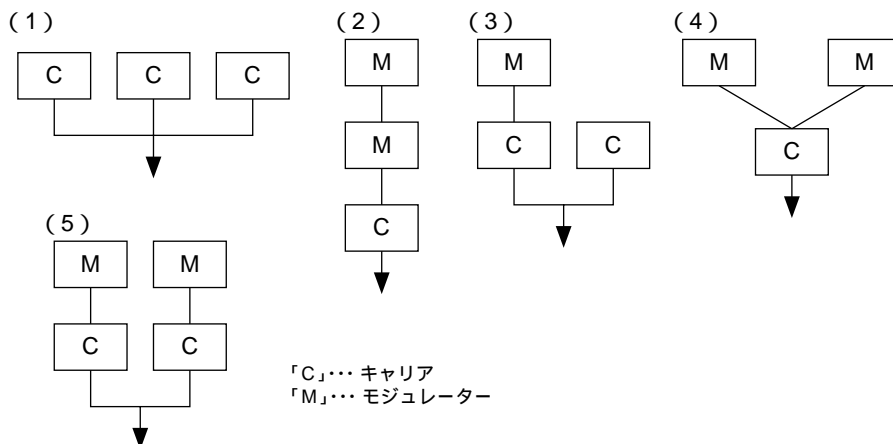 (1)
C C C
(2)
M
M
C
(3)
M
C C
(4)
M M
C
(5)
M M
C C
「C」･･･ キャリア
「M」･･･ モジュレーター